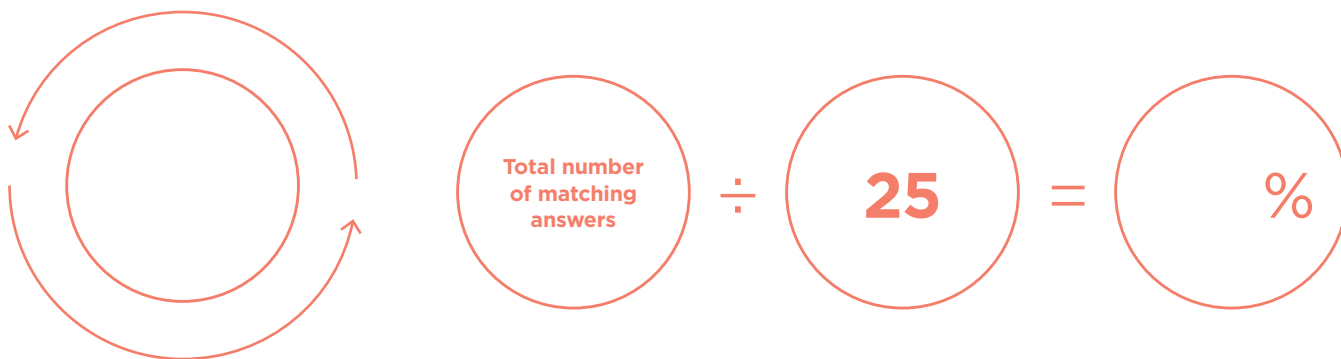 Total number
of matching
answers
÷
25
=
%